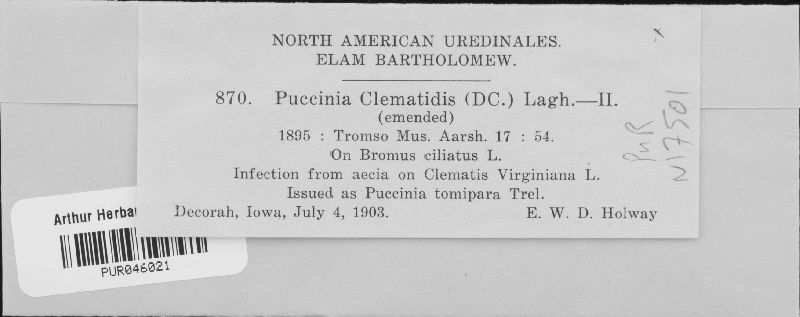 NORTH AMERICAN UREDINALES.
ELAM BARTHOLOMEW.
870. Puccinia Clematidis (DC.) Lagh.—II.
(emended)
1895 : Tromso Mus. Aarsh. 17 : 54.
On Bromus ciliatus L.
Infection from aecia on Clematis Virginiana L.
Issued as Puccinia tomipara Trel.
Decorah, Iowa, July 4, 1903. E. W. D. Holway
PUR
N17501
Arthur Herba
PUR046021